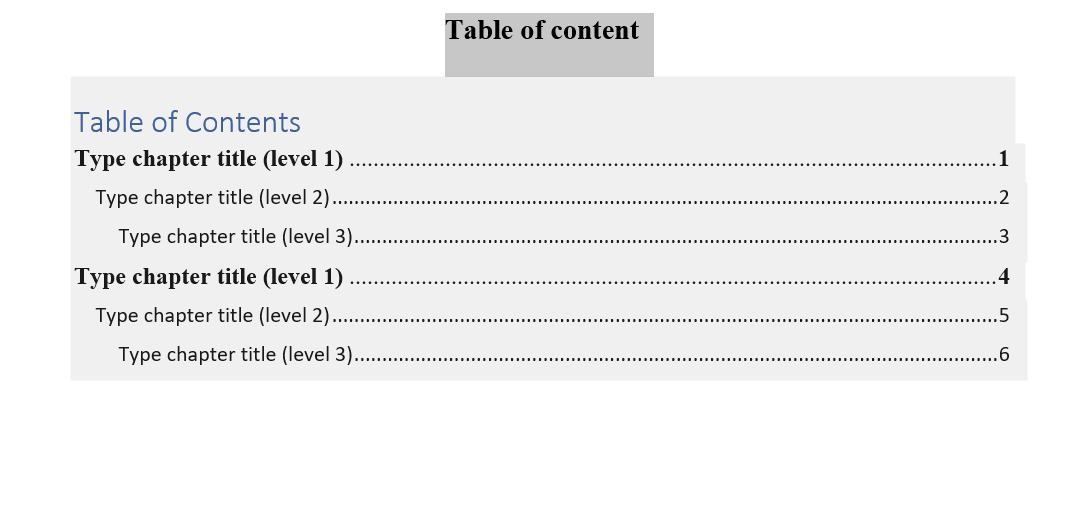 Table of content
Table of Contents
Type chapter title (level 1) ..............................................................................................................1
Type chapter title (level 2)........................................................................................................................2
Type chapter title (level 3)....................................................................................................................3
Type chapter title (level 1) ..............................................................................................................4
Type chapter title (level 2)........................................................................................................................5
Type chapter title (level 3)....................................................................................................................6